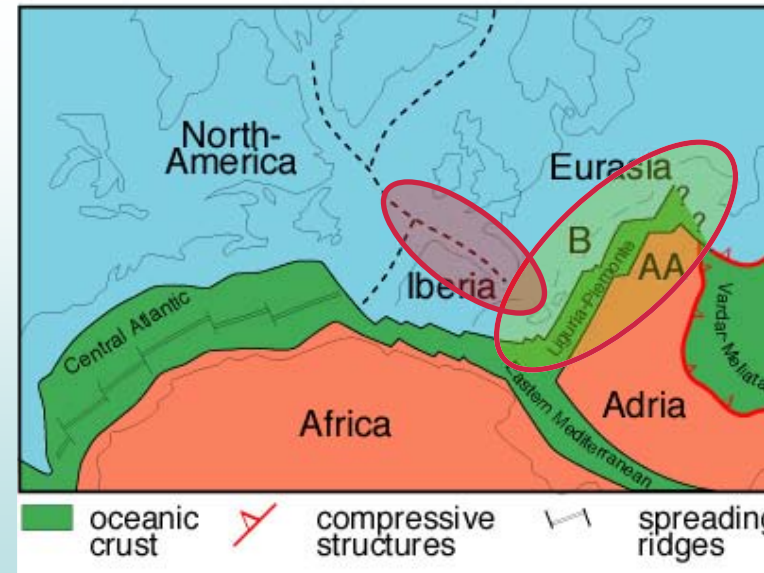 North-
America
Eurasia
?
?
B
AA
Iberia
Liguria-Piemonte
Central Atlantic
Vardar-Meliata
Eastern Mediterranean
Adria
Africa
oceanic
crust
compressive
structures
spreading
ridges